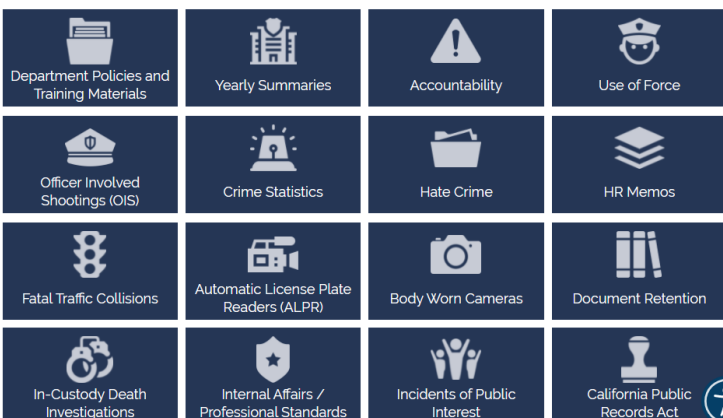 Department Policies and
Training Materials
Yearly Summaries
Accountability
Use of Force
Officer Involved
Shootings (OIS)
Crime Statistics
Hate Crime
HR Memos
Fatal Traffic Collisions
Automatic License Plate
Readers (ALPR)
Body Worn Cameras
Document Retention
In-Custody Death
Investigations
Internal Affairs /
Professional Standards
Incidents of Public
Interest
California Public
Records Act